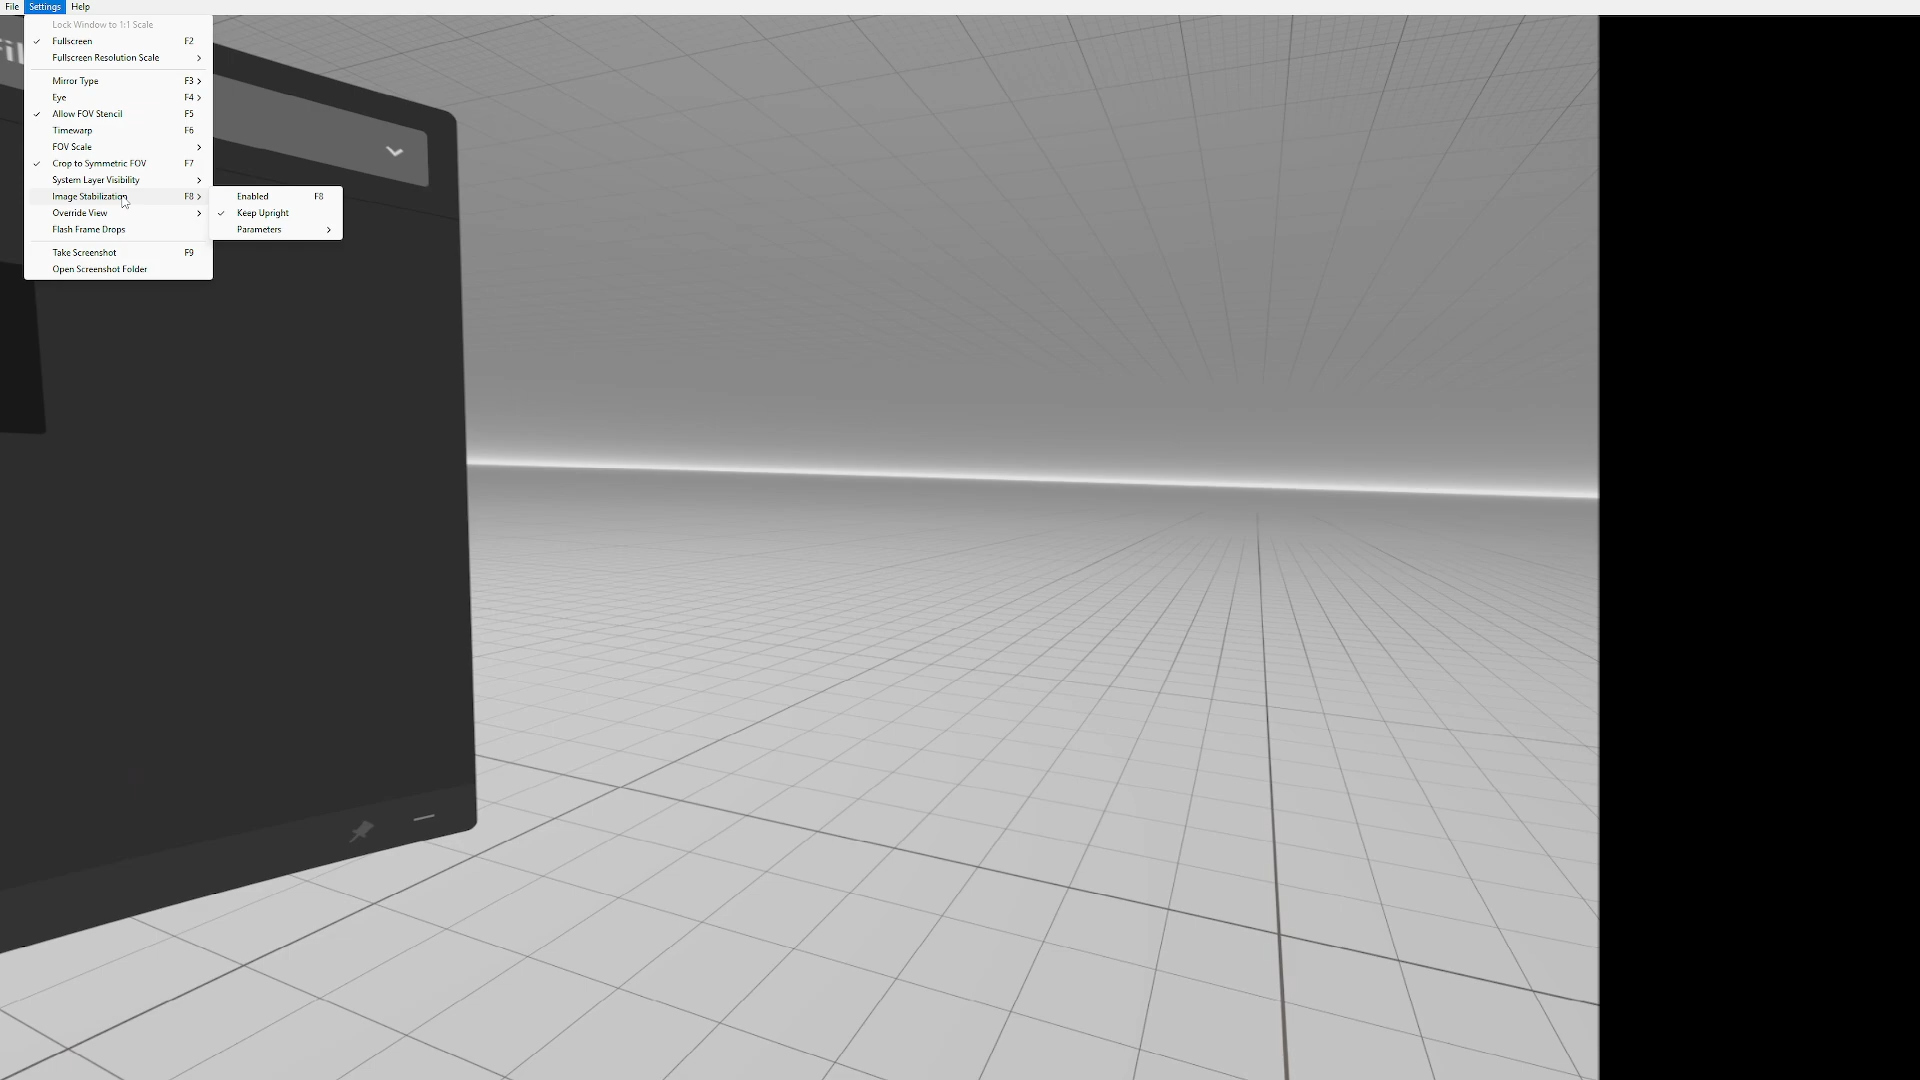 File Settings Help
Lock Window to 1:1 Scale
Fullscreen F2
Fullscreen Resolution Scale
Mirror Type F3
Eye F4
Allow FOV Stencil F5
Timewarp F6
FOV Scale
Crop to Symmetric FOV F7
System Layer Visibility
Image Stabilization F8
Enabled F8
Override View
Keep Upright
Flash Frame Drops
Parameters
Take Screenshot F9
Open Screenshot Folder